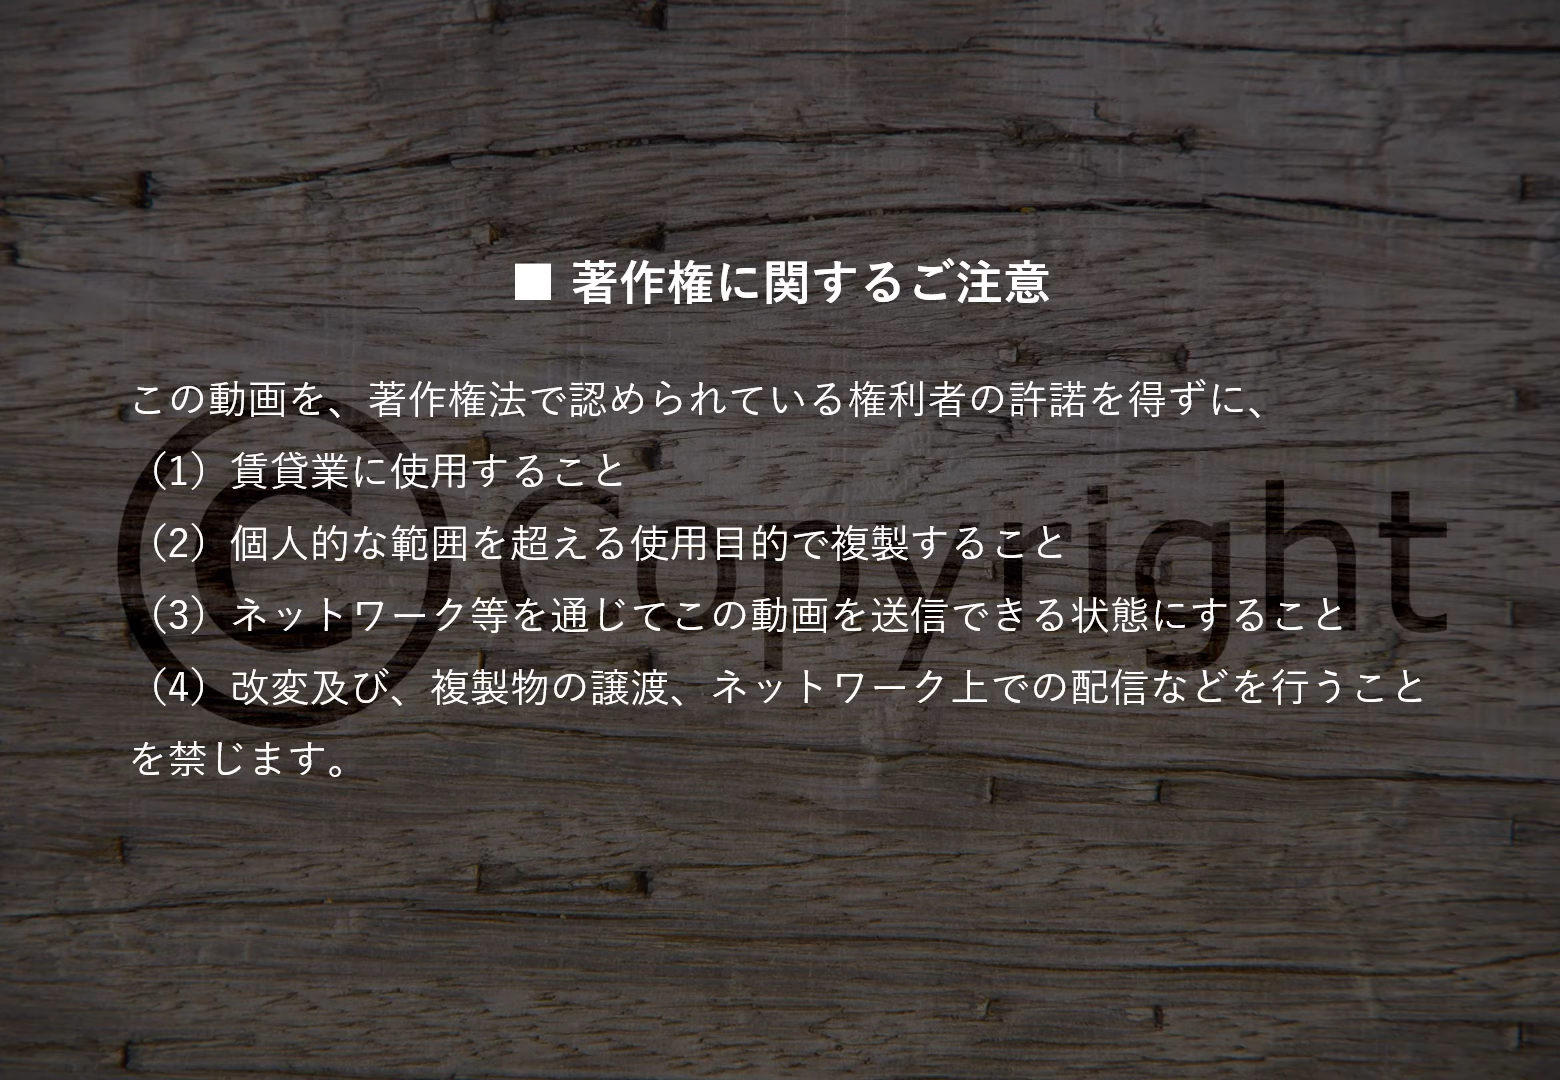 ■ 著作権に関するご注意
この動画を、著作権法で認められている権利者の許諾を得ずに、
（1）賃貸業に使用すること
（2）個人的な範囲を超える使用目的で複製すること
（3）ネットワーク等を通じてこの動画を送信できる状態にすること
（4）改変及び、複製物の譲渡、ネットワーク上での配信などを行うこと
を禁じます。
© Copyright